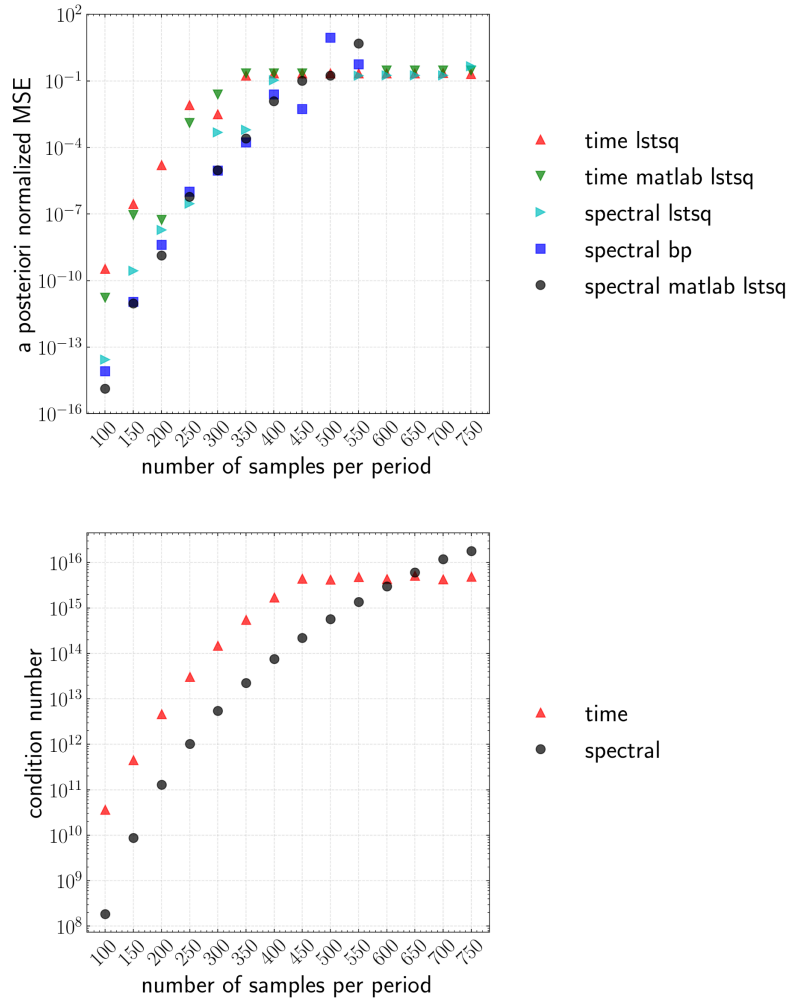 10^2
10^-1
10^-4
10^-7
10^-10
10^-13
10^-16
a posteriori normalized MSE
100 150 200 250 300 350 400 450 500 550 600 650 700 750
number of samples per period
time lstsq
time matlab lstsq
spectral lstsq
spectral bp
spectral matlab lstsq
10^16
10^15
10^14
10^13
10^12
10^11
10^10
10^9
10^8
condition number
100 150 200 250 300 350 400 450 500 550 600 650 700 750
number of samples per period
time
spectral